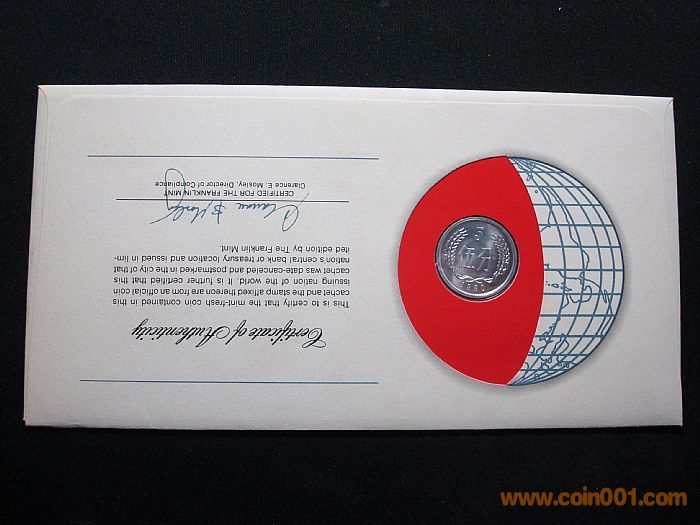 Certificate of Authenticity
This is to certify that the mint-fresh coin contained in this
cachet and the stamp affixed thereon are from an official coin
issuing nation of the world. It is further certified that this
cachet was date-canceled and postmarked in the city of that
nation's central bank or treasury location and issued in lim-
ited edition by The Franklin Mint.
CERTIFIED FOR THE FRANKLIN MINT
Clarence E. Mosley, Director of Compliance
5
伍分
www.coin001.com